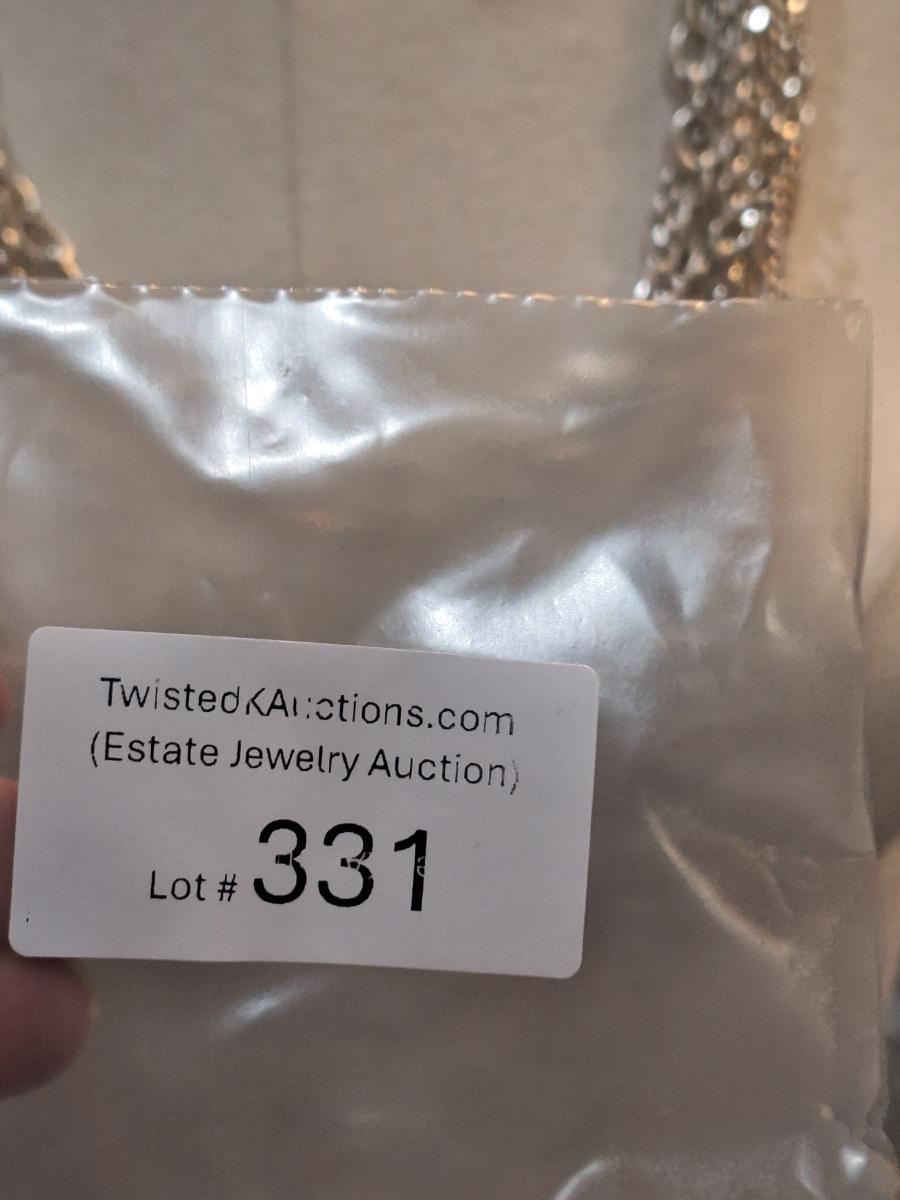 TwistedKAuctions.com
(Estate Jewelry Auction)
Lot # 331